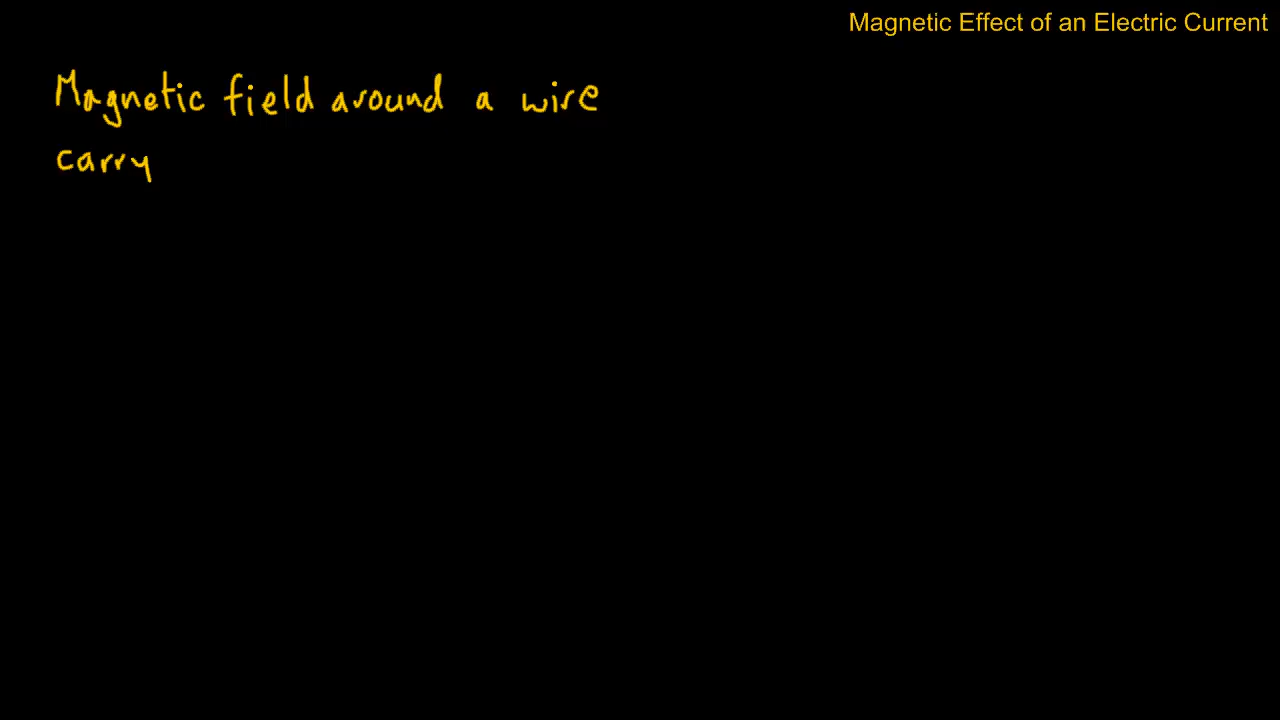 Magnetic Effect of an Electric Current
Magnetic field around a wire
carry